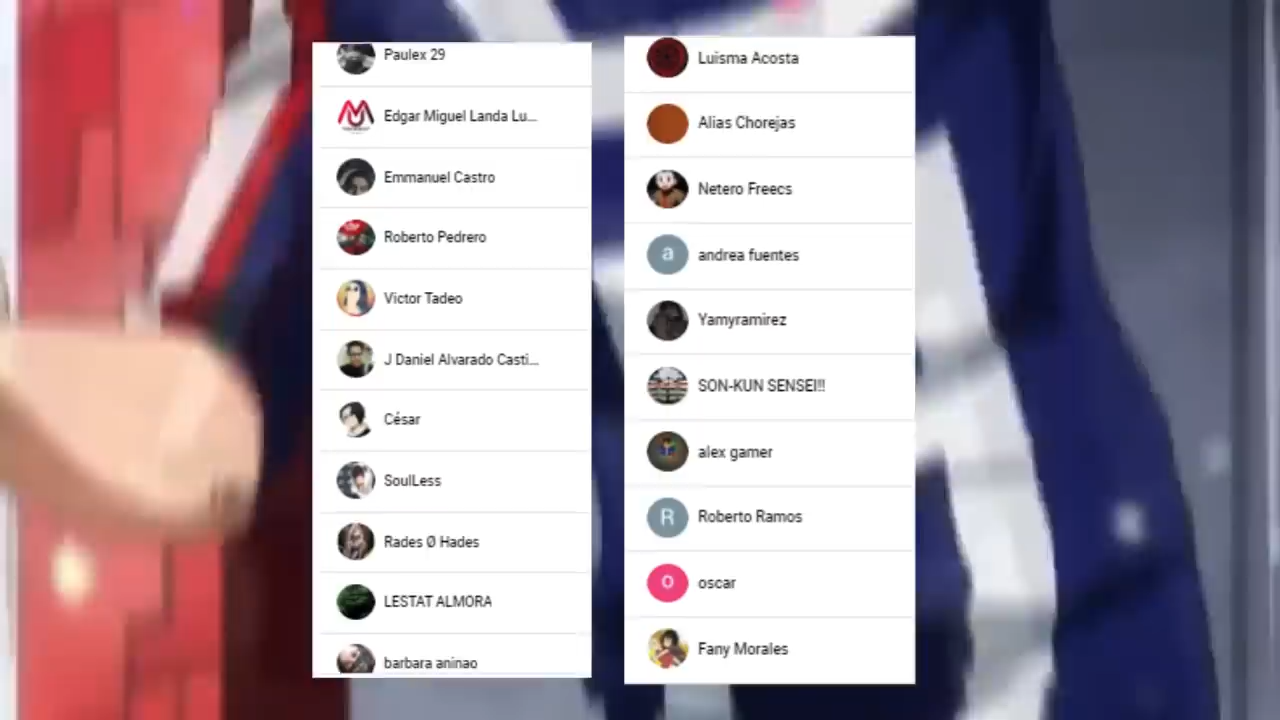 Paulex 29
Edgar Miguel Landa Lu...
Emmanuel Castro
Roberto Pedrero
Victor Tadeo
J Daniel Alvarado Casti...
César
SoulLess
Rades Ø Hades
LESTAT ALMORA
barbara aninao
Luisma Acosta
Alias Chorejas
Netero Freecs
a
andrea fuentes
Yamyramirez
SON-KUN SENSEI!!
alex gamer
R
Roberto Ramos
o
oscar
Fany Morales